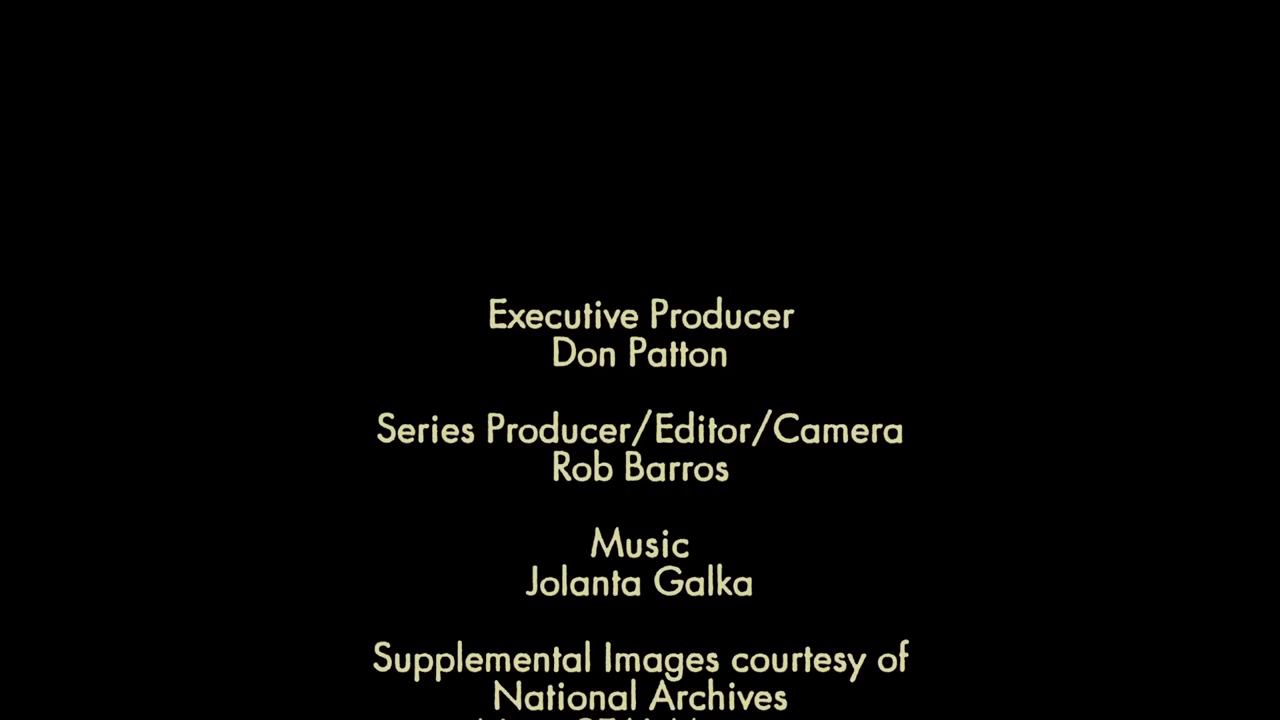 Executive Producer
Don Patton
Series Producer/Editor/Camera
Rob Barros
Music
Jolanta Galka
Supplemental Images courtesy of
National Archives